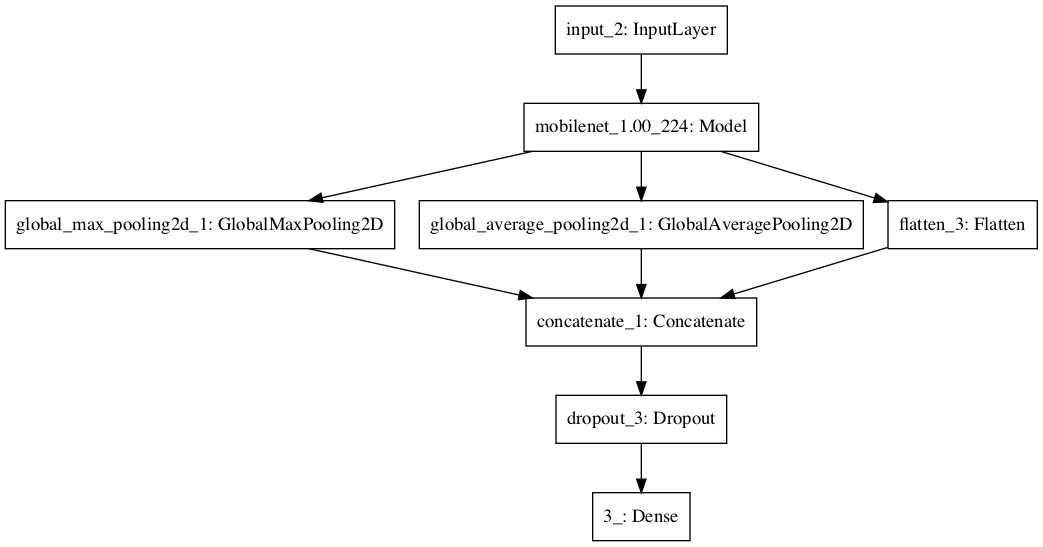 input_2: InputLayer
mobilenet_1.00_224: Model
global_max_pooling2d_1: GlobalMaxPooling2D
global_average_pooling2d_1: GlobalAveragePooling2D
flatten_3: Flatten
concatenate_1: Concatenate
dropout_3: Dropout
3_: Dense